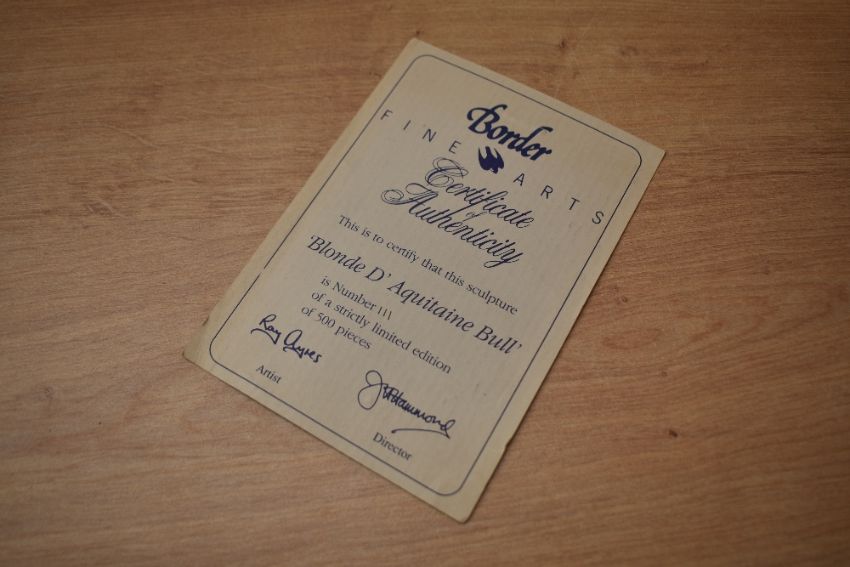 Border
FINE ARTS
Certificate
of
Authenticity
This is to certify that this sculpture
'Blonde D' Aquitaine Bull'
is Number 111
of a strictly limited edition
of 500 pieces
Ray Ayres
Artist
J Hammond
Director